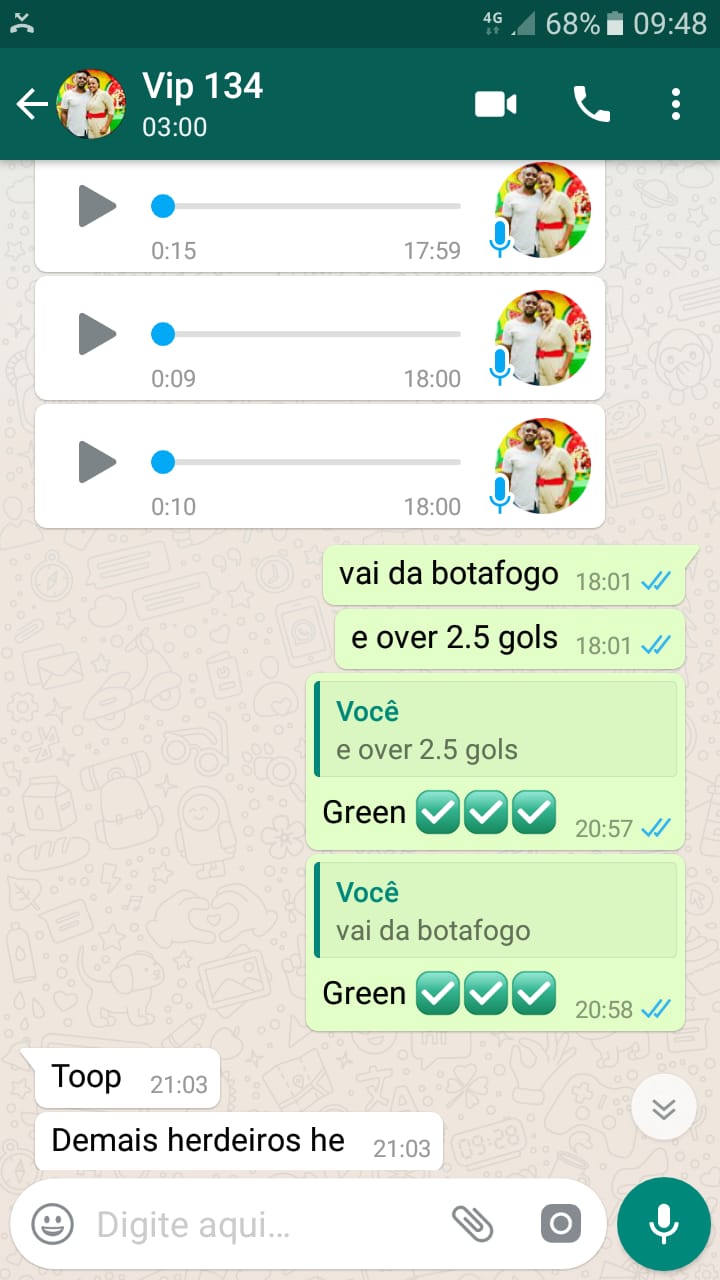 4G 68% 09:48
Vip 134
03:00
0:15 17:59
0:09 18:00
0:10 18:00
vai da botafogo 18:01
e over 2.5 gols 18:01
Você
e over 2.5 gols
Green ✅✅✅ 20:57
Você
vai da botafogo
Green ✅✅✅ 20:58
Toop 21:03
Demais herdeiros he 21:03
Digite aqui...